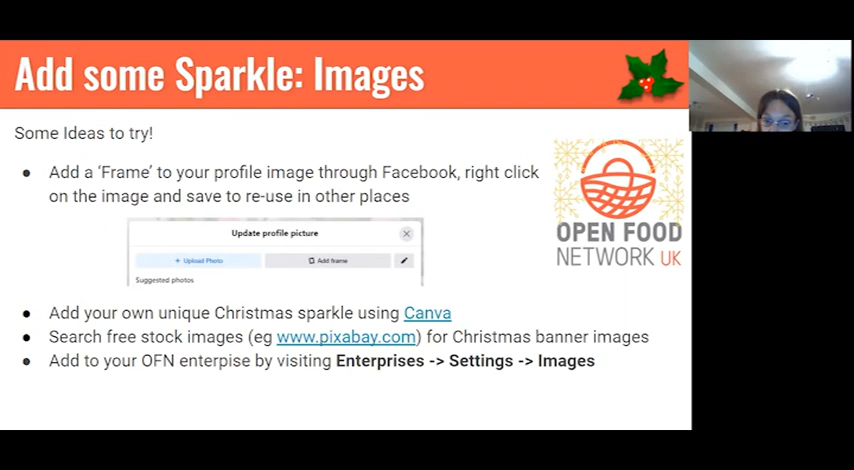 Add some Sparkle: Images
Some Ideas to try!
● Add a ‘Frame’ to your profile image through Facebook, right click
on the image and save to re-use in other places
Update profile picture
+ Upload Photo
Add frame
Suggested photos
OPEN FOOD
NETWORK UK
● Add your own unique Christmas sparkle using Canva
● Search free stock images (eg www.pixabay.com) for Christmas banner images
● Add to your OFN enterpise by visiting Enterprises -> Settings -> Images